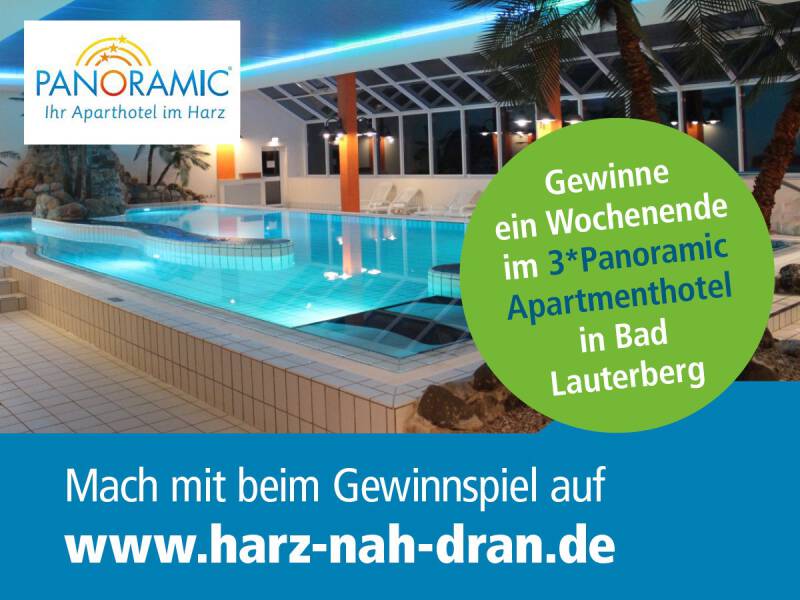 PANORAMIC®
Ihr Aparthotel im Harz
Gewinne
ein Wochenende
im 3*Panoramic
Apartmenthotel
in Bad
Lauterberg
Mach mit beim Gewinnspiel auf
www.harz-nah-dran.de